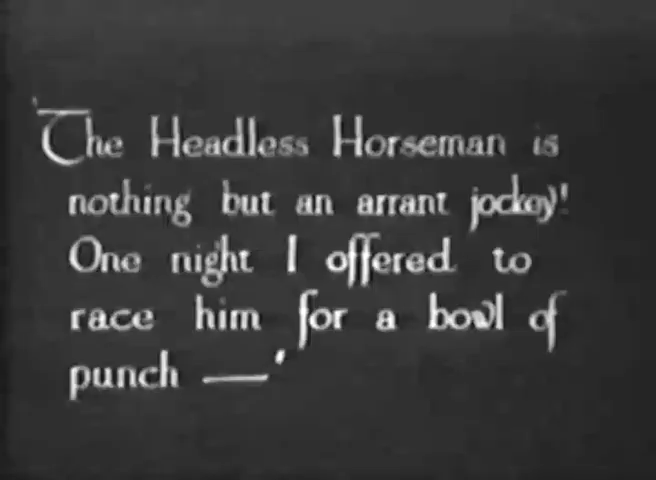 'The Headless Horseman is
nothing but an arrant jockey!
One night I offered to
race him for a bowl of
punch —'